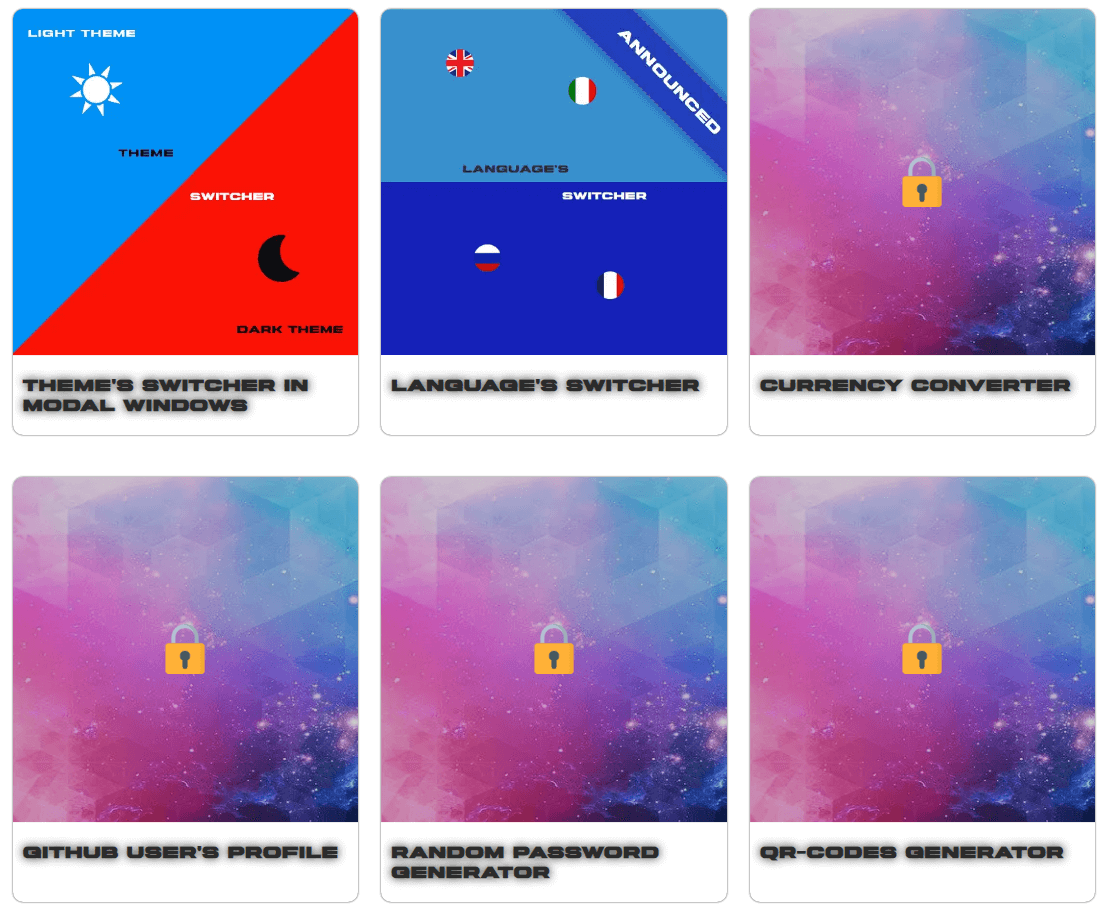 LIGHT THEME
THEME
SWITCHER
DARK THEME
THEME'S SWITCHER IN
MODAL WINDOWS
ANNOUNCED
LANGUAGE'S
SWITCHER
LANGUAGE'S SWITCHER
CURRENCY CONVERTER
GITHUB USER'S PROFILE
RANDOM PASSWORD
GENERATOR
QR-CODES GENERATOR